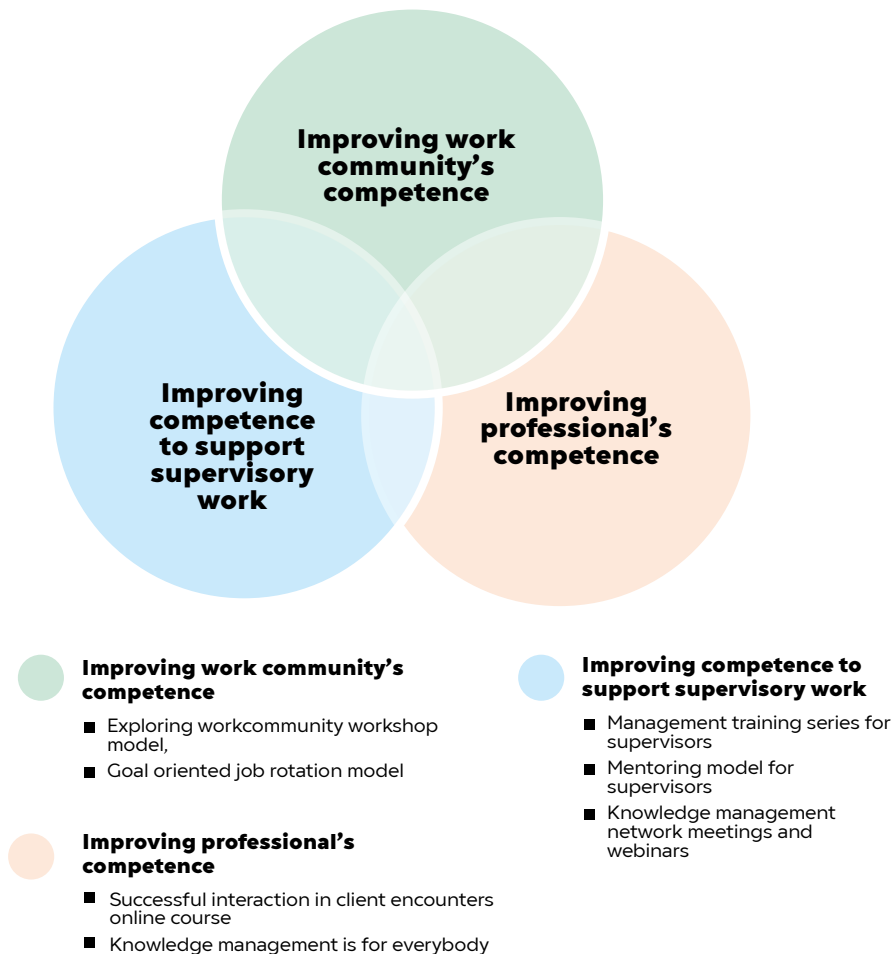 Improving work
community’s
competence
Improving
competence
to support
supervisory
work
Improving
professional’s
competence
Improving work community’s
competence
Exploring workcommunity workshop
model,
Goal oriented job rotation model
Improving professional’s
competence
Successful interaction in client encounters
online course
Knowledge management is for everybody
Improving competence to
support supervisory work
Management training series for
supervisors
Mentoring model for
supervisors
Knowledge management
network meetings and
webinars